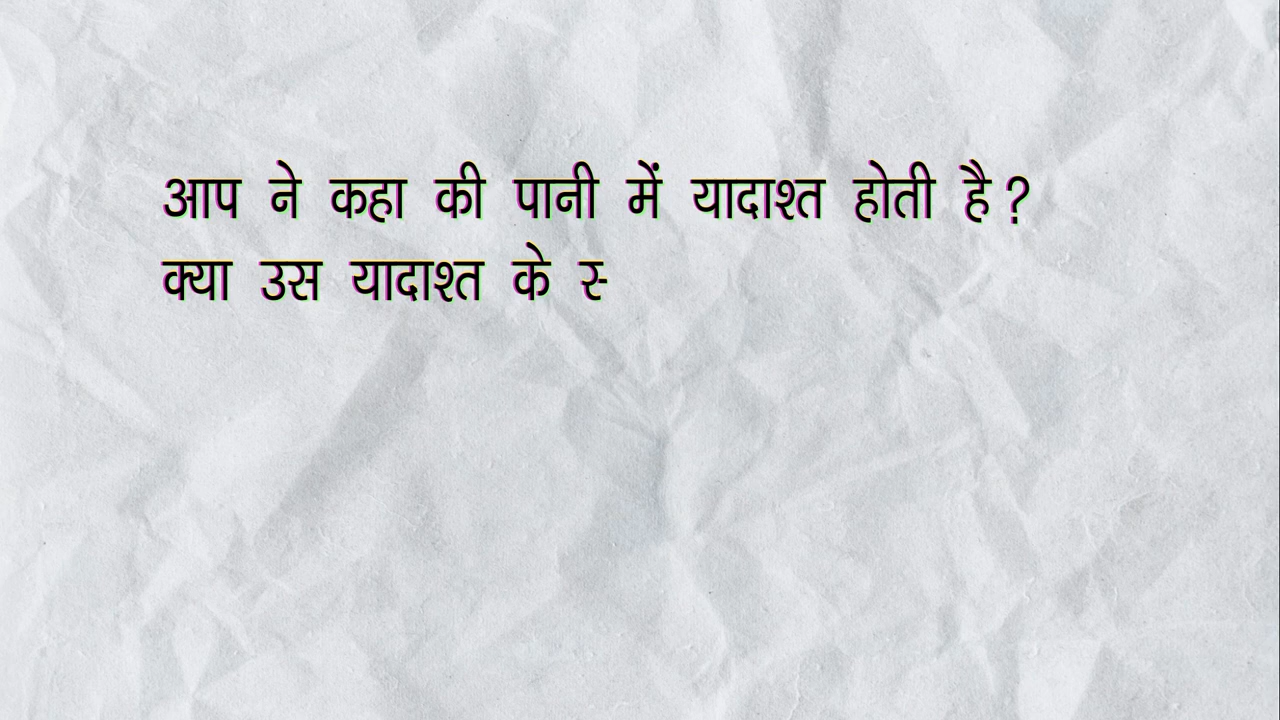 आप ने कहा की पानी में यादाश्त होती है ?
क्या उस यादाश्त के स्